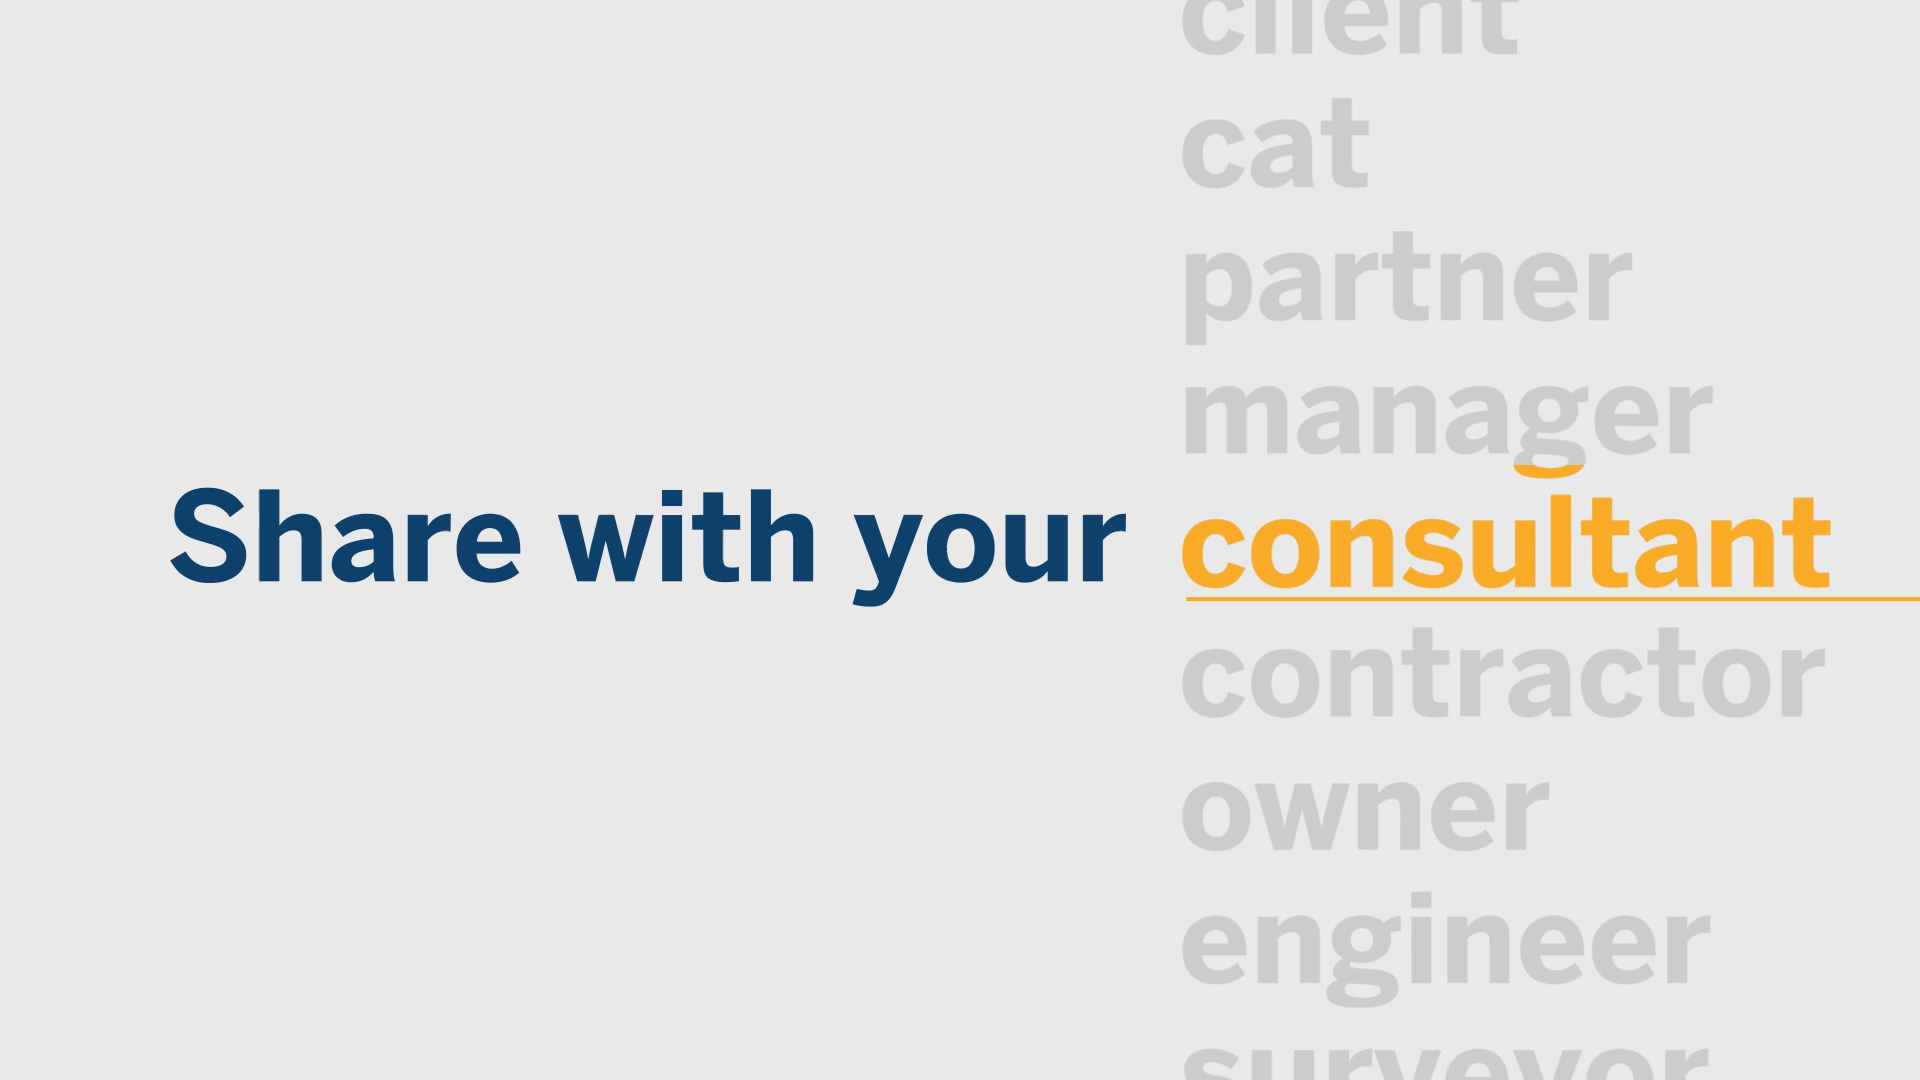 client
cat
partner
manager
Share with your consultant
contractor
owner
engineer
surveyor